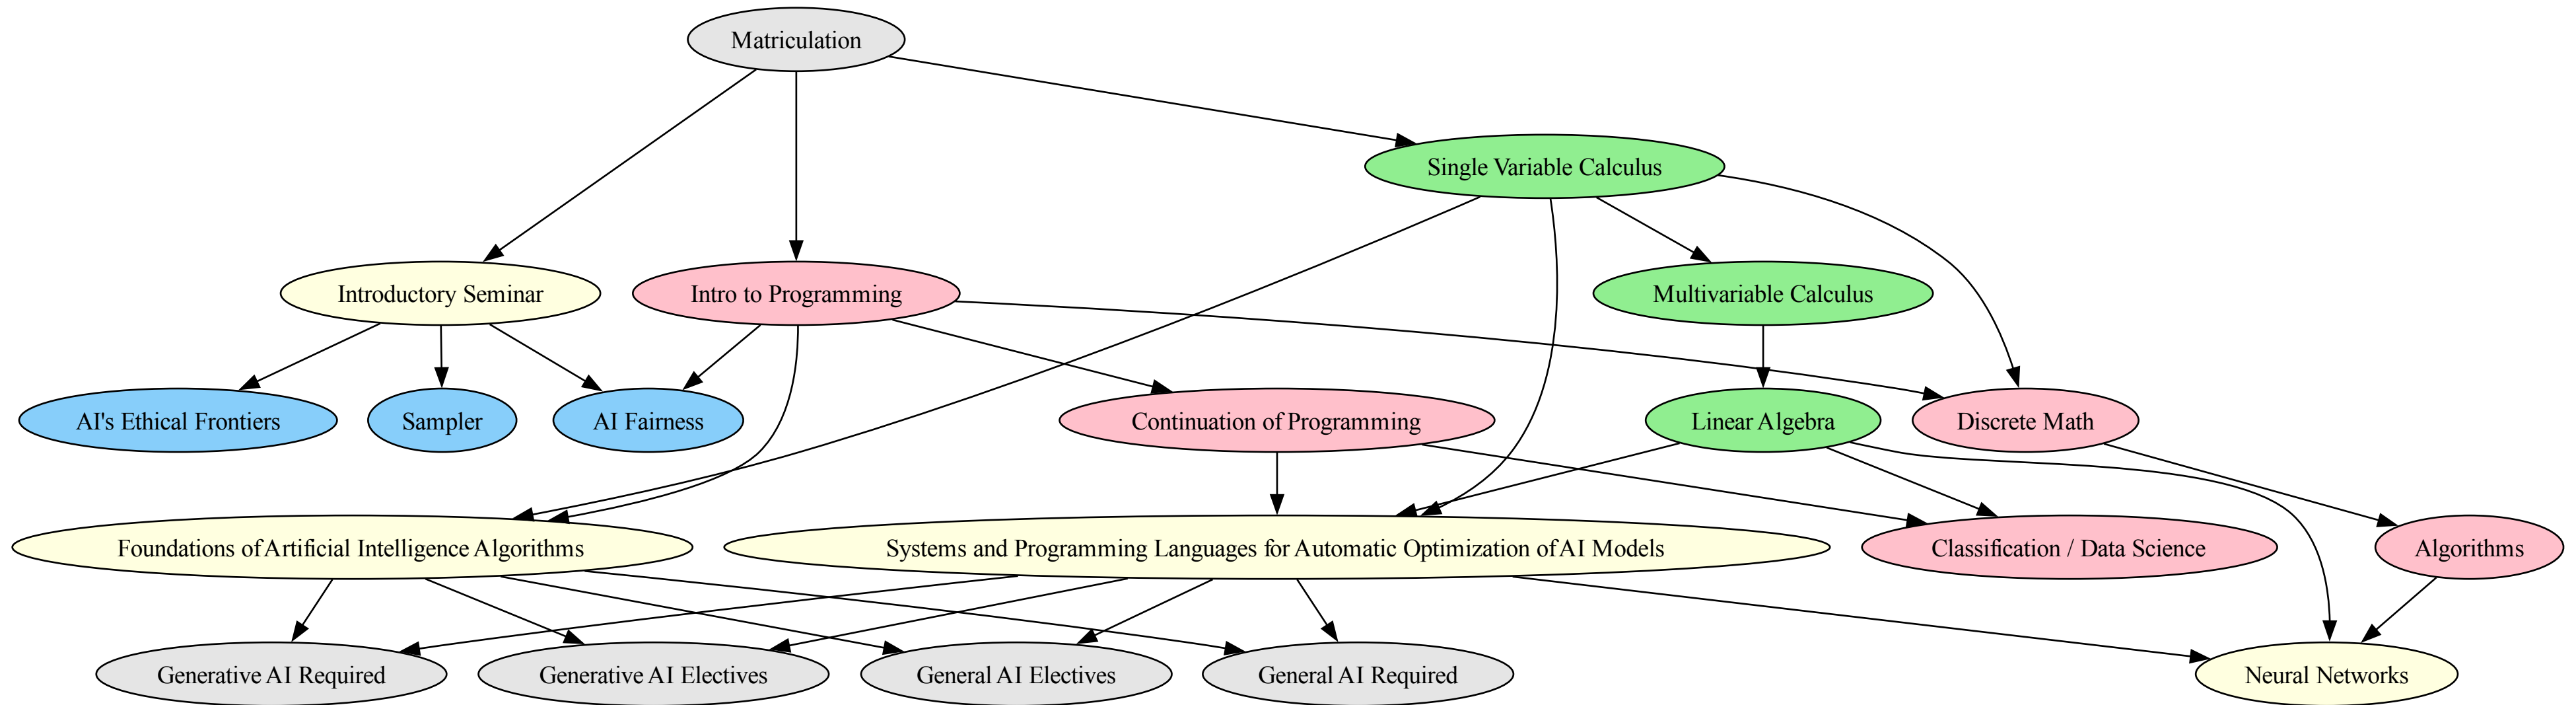 Matriculation
Single Variable Calculus
Introductory Seminar
Intro to Programming
Multivariable Calculus
AI's Ethical Frontiers
Sampler
AI Fairness
Continuation of Programming
Linear Algebra
Discrete Math
Foundations of Artificial Intelligence Algorithms
Systems and Programming Languages for Automatic Optimization of AI Models
Classification / Data Science
Algorithms
Generative AI Required
Generative AI Electives
General AI Electives
General AI Required
Neural Networks